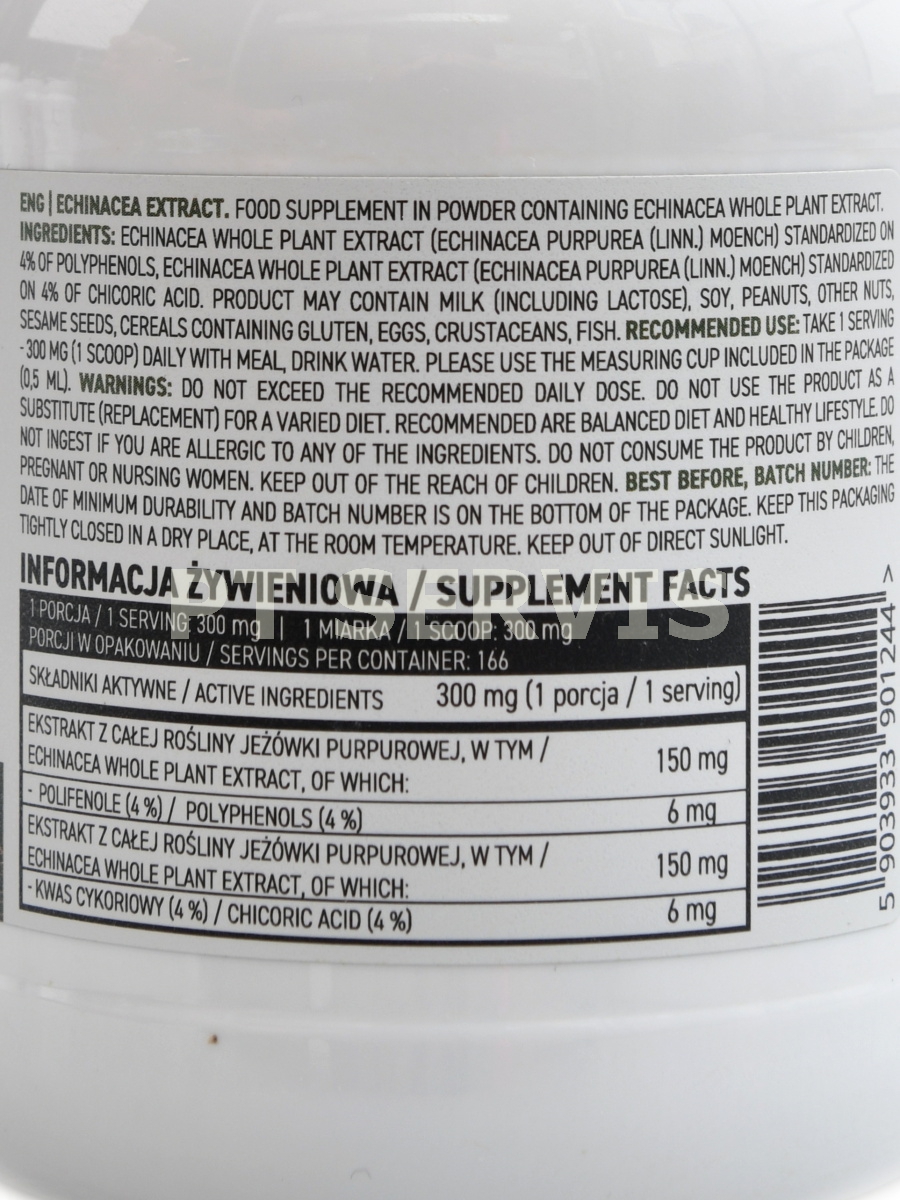 ENG | ECHINACEA EXTRACT. FOOD SUPPLEMENT IN POWDER CONTAINING ECHINACEA WHOLE PLANT EXTRACT.
INGREDIENTS: ECHINACEA WHOLE PLANT EXTRACT (ECHINACEA PURPUREA (LINN.) MOENCH) STANDARDIZED ON
4% OF POLYPHENOLS, ECHINACEA WHOLE PLANT EXTRACT (ECHINACEA PURPUREA (LINN.) MOENCH) STANDARDIZED
ON 4% OF CHICORIC ACID. PRODUCT MAY CONTAIN MILK (INCLUDING LACTOSE), SOY, PEANUTS, OTHER NUTS,
SESAME SEEDS, CEREALS CONTAINING GLUTEN, EGGS, CRUSTACEANS, FISH. RECOMMENDED USE: TAKE 1 SERVING
- 300 MG (1 SCOOP) DAILY WITH MEAL, DRINK WATER. PLEASE USE THE MEASURING CUP INCLUDED IN THE PACKAGE
(0,5 ML). WARNINGS: DO NOT EXCEED THE RECOMMENDED DAILY DOSE. DO NOT USE THE PRODUCT AS A
SUBSTITUTE (REPLACEMENT) FOR A VARIED DIET. RECOMMENDED ARE BALANCED DIET AND HEALTHY LIFESTYLE. DO
NOT INGEST IF YOU ARE ALLERGIC TO ANY OF THE INGREDIENTS. DO NOT CONSUME THE PRODUCT BY CHILDREN,
PREGNANT OR NURSING WOMEN. KEEP OUT OF THE REACH OF CHILDREN. BEST BEFORE, BATCH NUMBER: THE
DATE OF MINIMUM DURABILITY AND BATCH NUMBER IS ON THE BOTTOM OF THE PACKAGE. KEEP THIS PACKAGING
TIGHTLY CLOSED IN A DRY PLACE, AT THE ROOM TEMPERATURE. KEEP OUT OF DIRECT SUNLIGHT.
INFORMACJA ŻYWIENIOWA / SUPPLEMENT FACTS
PT SERVIS
1 PORCJA / 1 SERVING: 300 mg | 1 MIARKA / 1 SCOOP: 300 mg
PORCJI W OPAKOWANIU / SERVINGS PER CONTAINER: 166
SKŁADNIKI AKTYWNE / ACTIVE INGREDIENTS 300 mg (1 porcja / 1 serving)
EKSTRAKT Z CAŁEJ ROŚLINY JEŻÓWKI PURPUROWEJ, W TYM /
ECHINACEA WHOLE PLANT EXTRACT, OF WHICH: 150 mg
- POLIFENOLE (4 %) / POLYPHENOLS (4 %) 6 mg
EKSTRAKT Z CAŁEJ ROŚLINY JEŻÓWKI PURPUROWEJ, W TYM /
ECHINACEA WHOLE PLANT EXTRACT, OF WHICH: 150 mg
- KWAS CYKORIOWY (4 %) / CHICORIC ACID (4 %) 6 mg
5 903933 901244 >